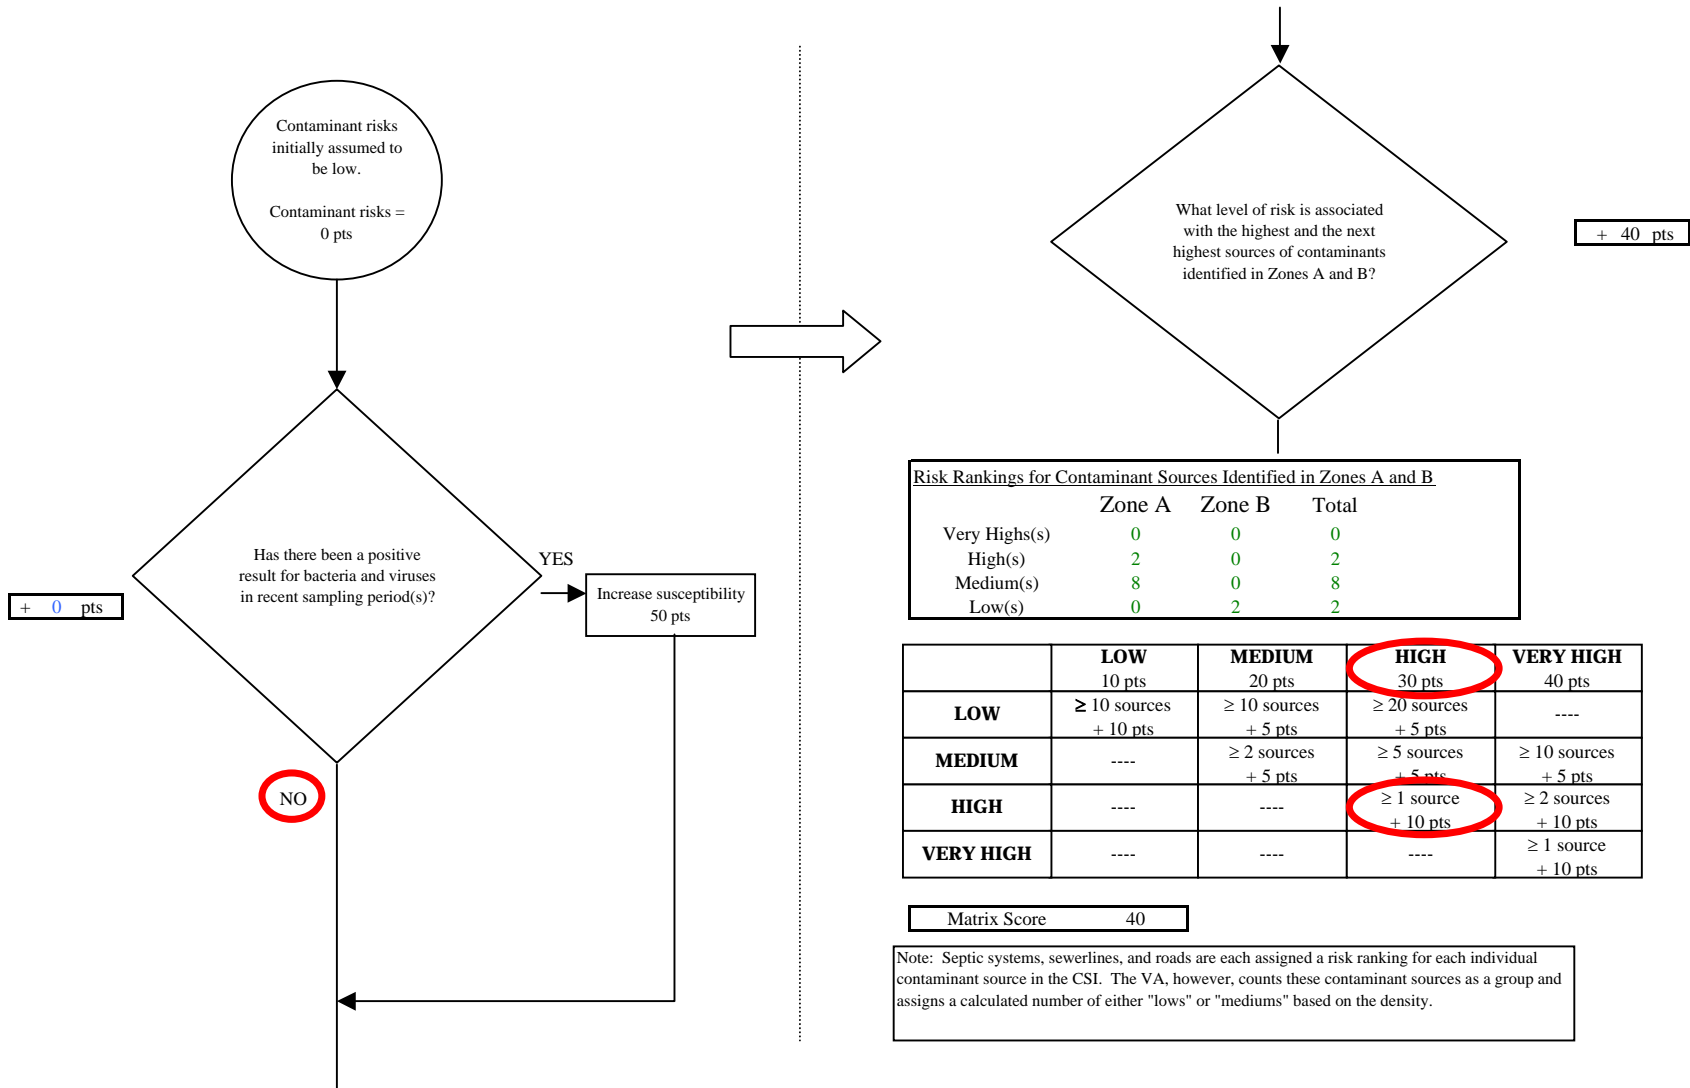 Contaminant risks
initially assumed to
be low.
Contaminant risks =
0 pts
Has there been a positive
result for bacteria and viruses
in recent sampling period(s)?
YES
Increase susceptibility
50 pts
+ 0 pts
NO
What level of risk is associated
with the highest and the next
highest sources of contaminants
identified in Zones A and B?
+ 40 pts
Risk Rankings for Contaminant Sources Identified in Zones A and B
Zone A Zone B Total
Very Highs(s) 0 0 0
High(s) 2 0 2
Medium(s) 8 0 8
Low(s) 0 2 2
LOW MEDIUM HIGH VERY HIGH
10 pts 20 pts 30 pts 40 pts
LOW ≥ 10 sources ≥ 10 sources ≥ 20 sources ----
+ 10 pts + 5 pts + 5 pts
MEDIUM ---- ≥ 2 sources ≥ 5 sources ≥ 10 sources
+ 5 pts + 5 pts + 5 pts
HIGH ---- ---- ≥ 1 source ≥ 2 sources
+ 10 pts + 10 pts
VERY HIGH ---- ---- ---- ≥ 1 source
+ 10 pts
Matrix Score 40
Note: Septic systems, sewerlines, and roads are each assigned a risk ranking for each individual
contaminant source in the CSI. The VA, however, counts these contaminant sources as a group and
assigns a calculated number of either "lows" or "mediums" based on the density.